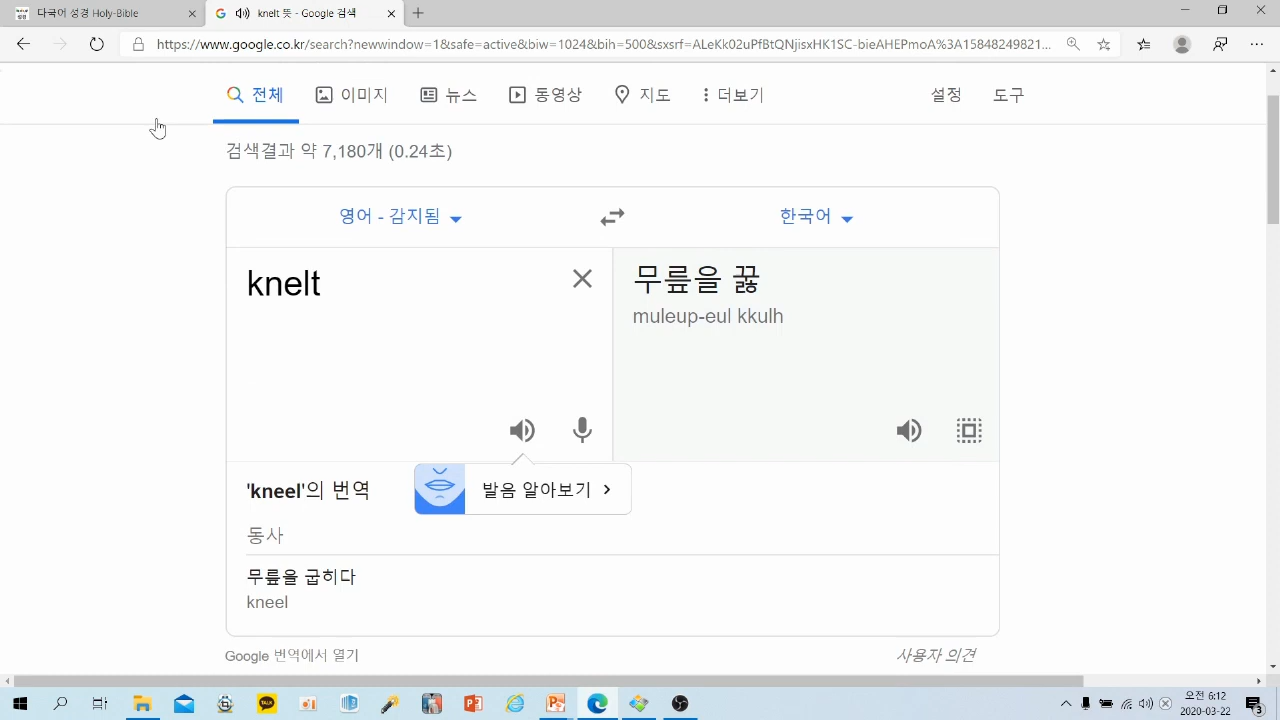 다국어 성경 Holy-Bible
knelt 뜻 - Google 검색
https://www.google.co.kr/search?newwindow=1&safe=active&biw=1024&bih=500&sxsrf=ALeKk02uPfBtQNjisxHK1SC-bieAHEPmoA%3A15848249821...
전체 이미지 뉴스 동영상 지도 더보기 설정 도구
검색결과 약 7,180개 (0.24초)
영어 - 감지됨 한국어
knelt
무릎을 꿇
muleup-eul kkulh
'kneel'의 번역
발음 알아보기
동사
무릎을 굽히다
kneel
Google 번역에서 열기 사용자 의견
TALK
오전 6:12
2020-03-22
3